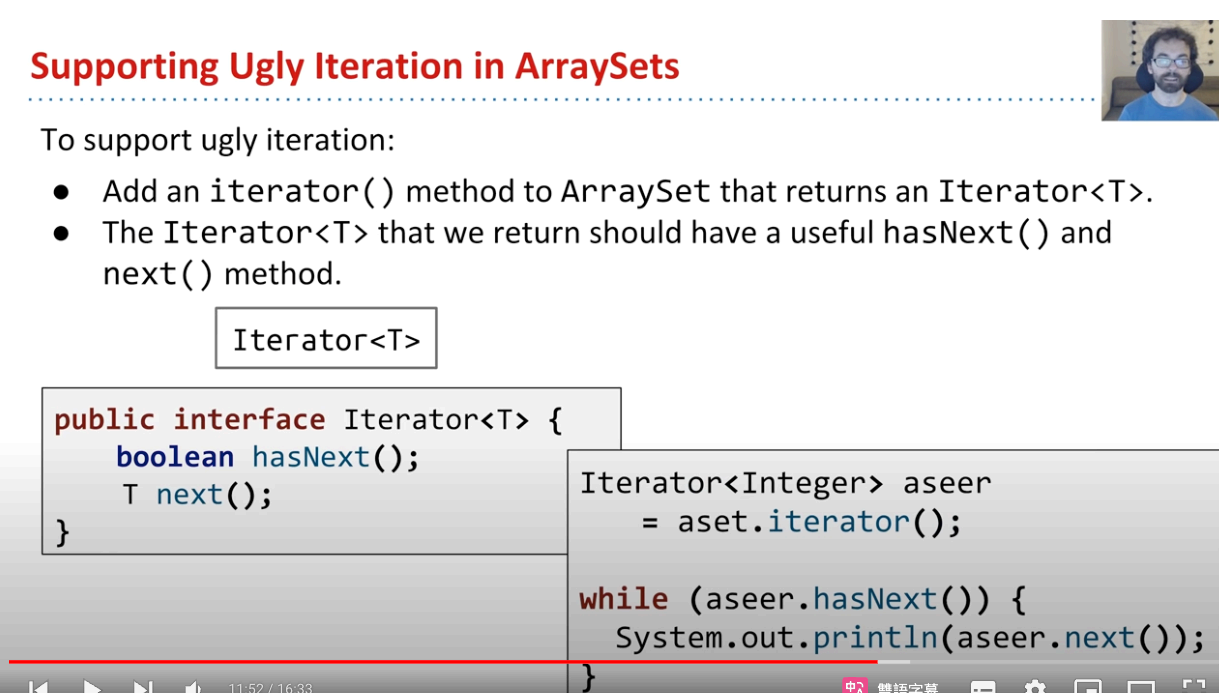 Supporting Ugly Iteration in ArraySets
To support ugly iteration:
● Add an iterator() method to ArraySet that returns an Iterator<T>.
● The Iterator<T> that we return should have a useful hasNext() and
next() method.
Iterator<T>
public interface Iterator<T> {
boolean hasNext();
T next();
}
Iterator<Integer> aseer
= aset.iterator();
while (aseer.hasNext()) {
System.out.println(aseer.next());
}
11:52 / 16:33
中 雙語字幕